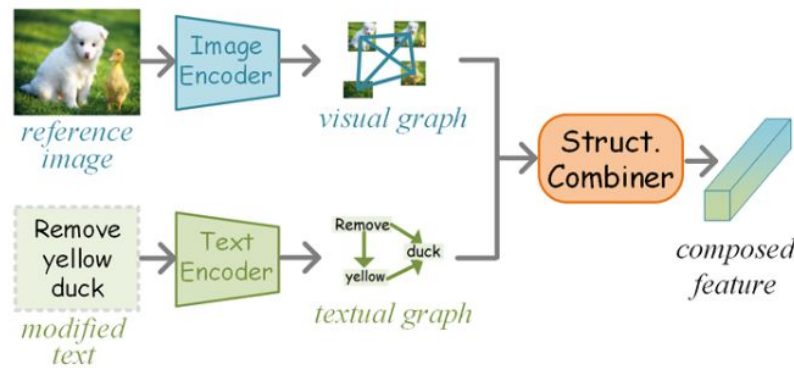 Image
Encoder
reference
image
visual graph
Struct.
Combiner
Remove
yellow
duck
modified
text
Text
Encoder
Remove
duck
yellow
textual graph
composed
feature